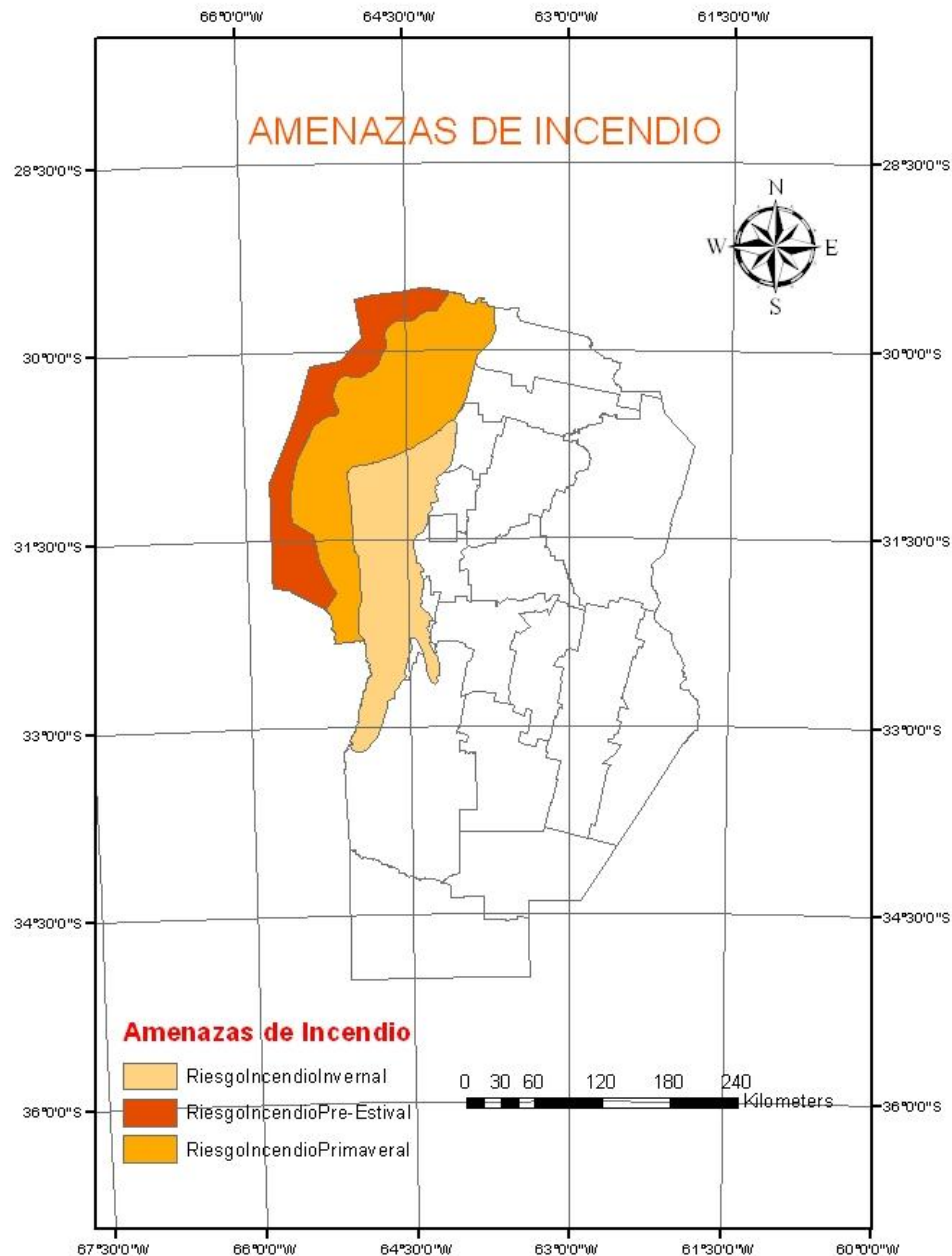 66°0'0"W 64°30'0"W 63°0'0"W 61°30'0"W
AMENAZAS DE INCENDIO
28°30'0"S 28°30'0"S
N
W E
S
30°0'0"S 30°0'0"S
31°30'0"S 31°30'0"S
33°0'0"S 33°0'0"S
34°30'0"S 34°30'0"S
Amenazas de Incendio
RiesgoIncendioInvernal
RiesgoIncendioPre-Estival
RiesgoIncendioPrimaveral
0 30 60 120 180 240
Kilometers
36°0'0"S 36°0'0"S
67°30'0"W 66°0'0"W 64°30'0"W 63°0'0"W 61°30'0"W 60°0'0"W